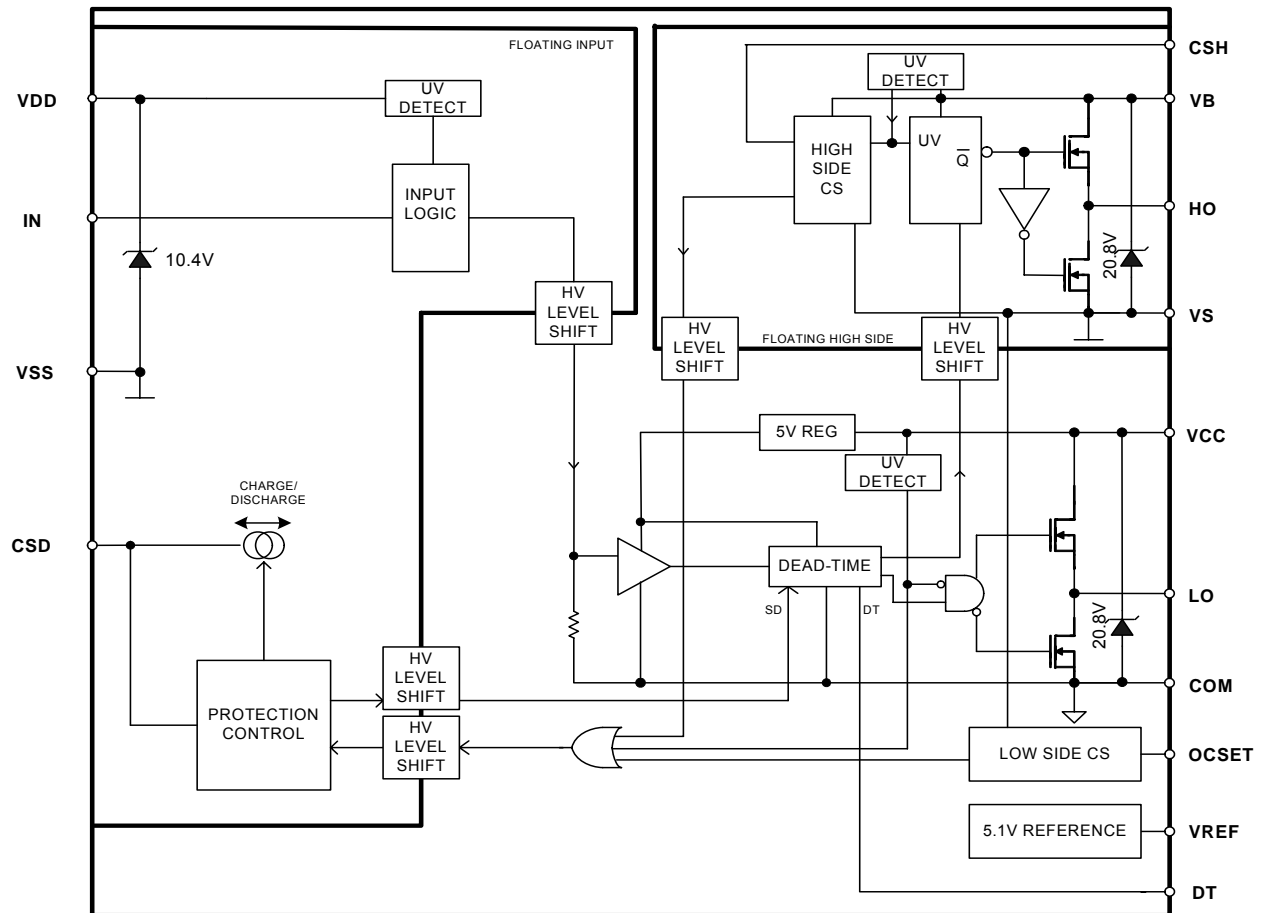 FLOATING INPUT
CSH
UV
DETECT
VDD
UV
DETECT
VB
HIGH
SIDE
CS
UV
Q
INPUT
LOGIC
IN
HO
10.4V
20.8V
HV
LEVEL
SHIFT
VS
HV
LEVEL
SHIFT
FLOATING HIGH SIDE
HV
LEVEL
SHIFT
VSS
5V REG
VCC
UV
DETECT
CHARGE/
DISCHARGE
CSD
DEAD-TIME
SD
DT
LO
20.8V
HV
LEVEL
SHIFT
COM
PROTECTION
CONTROL
HV
LEVEL
SHIFT
LOW SIDE CS
OCSET
5.1V REFERENCE
VREF
DT